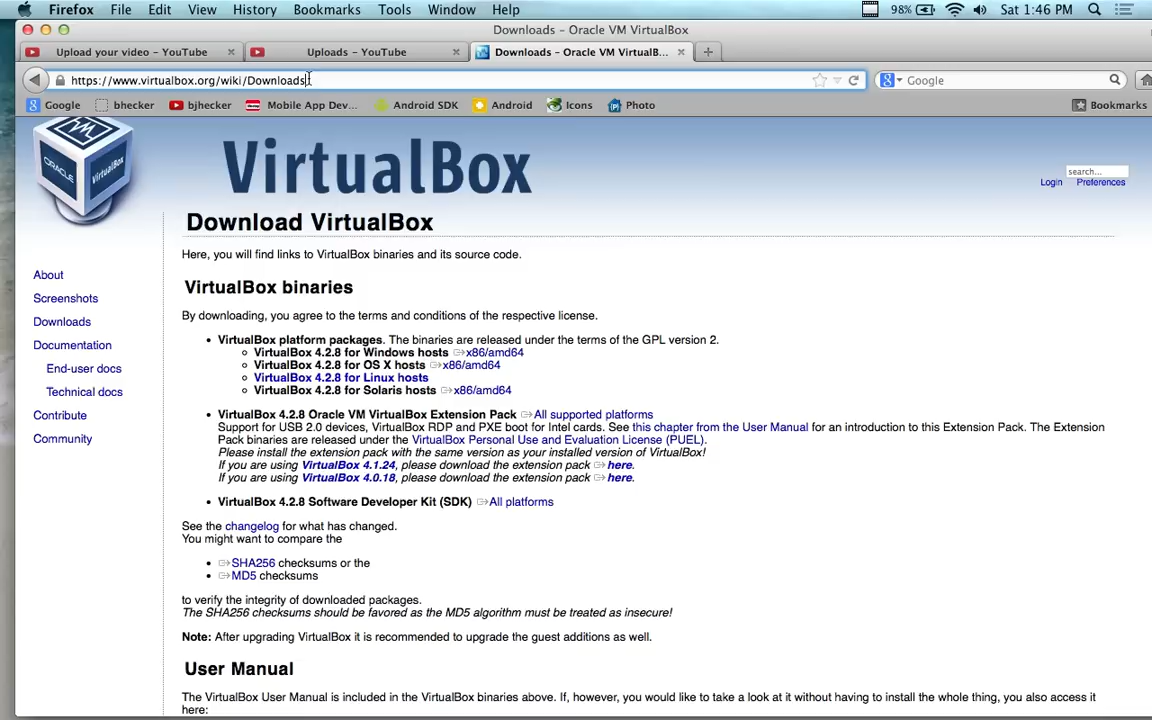 Firefox File Edit View History Bookmarks Tools Window Help 98% Sat 1:46 PM
Downloads - Oracle VM VirtualBox
Upload your video - YouTube Uploads - YouTube Downloads - Oracle VM VirtualB...
https://www.virtualbox.org/wiki/Downloads Google
Google bhecker bjhecker Mobile App Dev... Android SDK Android Icons Photo Bookmarks
ORACLE VirtualBox
VirtualBox
search...
Login Preferences
Download VirtualBox
Here, you will find links to VirtualBox binaries and its source code.
About
Screenshots
Downloads
Documentation
End-user docs
Technical docs
Contribute
Community
VirtualBox binaries
By downloading, you agree to the terms and conditions of the respective license.
• VirtualBox platform packages. The binaries are released under the terms of the GPL version 2.
VirtualBox 4.2.8 for Windows hosts x86/amd64
VirtualBox 4.2.8 for OS X hosts x86/amd64
VirtualBox 4.2.8 for Linux hosts
VirtualBox 4.2.8 for Solaris hosts x86/amd64
• VirtualBox 4.2.8 Oracle VM VirtualBox Extension Pack All supported platforms
Support for USB 2.0 devices, VirtualBox RDP and PXE boot for Intel cards. See this chapter from the User Manual for an introduction to this Extension Pack. The Extension
Pack binaries are released under the VirtualBox Personal Use and Evaluation License (PUEL).
Please install the extension pack with the same version as your installed version of VirtualBox!
If you are using VirtualBox 4.1.24, please download the extension pack here.
If you are using VirtualBox 4.0.18, please download the extension pack here.
• VirtualBox 4.2.8 Software Developer Kit (SDK) All platforms
See the changelog for what has changed.
You might want to compare the
• SHA256 checksums or the
• MD5 checksums
to verify the integrity of downloaded packages.
The SHA256 checksums should be favored as the MD5 algorithm must be treated as insecure!
Note: After upgrading VirtualBox it is recommended to upgrade the guest additions as well.
User Manual
The VirtualBox User Manual is included in the VirtualBox binaries above. If, however, you would like to take a look at it without having to install the whole thing, you also access it
here: